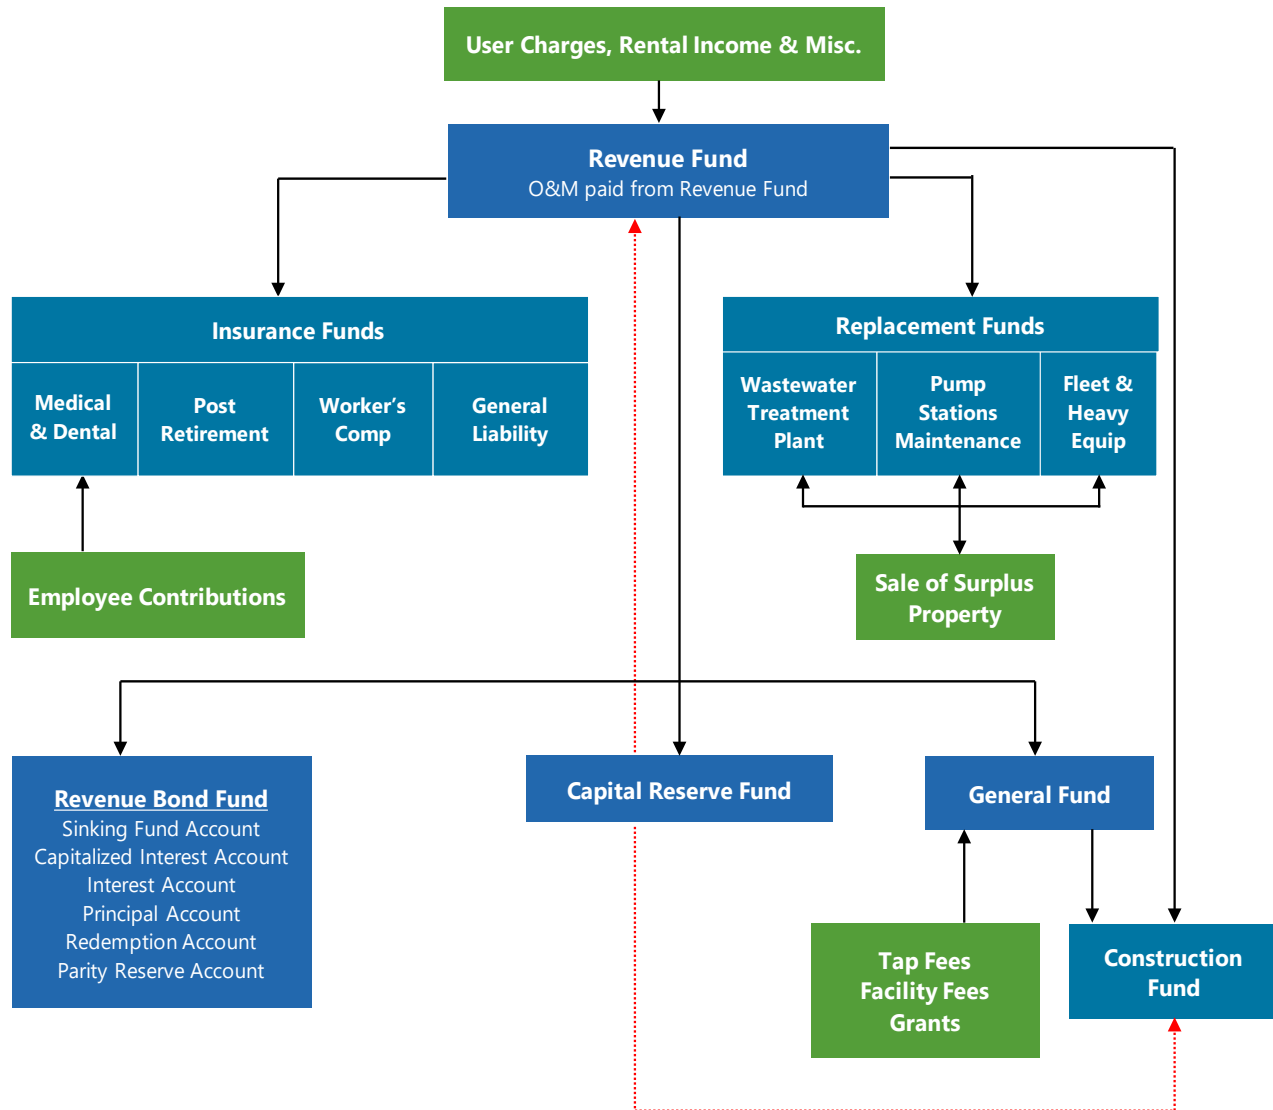 User Charges, Rental Income & Misc.
Revenue Fund
O&M paid from Revenue Fund
Insurance Funds
Medical
& Dental
Post
Retirement
Worker's
Comp
General
Liability
Replacement Funds
Wastewater
Treatment
Plant
Pump
Stations
Maintenance
Fleet &
Heavy
Equip
Employee Contributions
Sale of Surplus
Property
Revenue Bond Fund
Sinking Fund Account
Capitalized Interest Account
Interest Account
Principal Account
Redemption Account
Parity Reserve Account
Capital Reserve Fund
General Fund
Tap Fees
Facility Fees
Grants
Construction
Fund